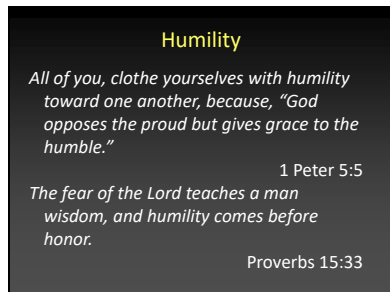 Humility
All of you, clothe yourselves with humility
toward one another, because, “God
opposes the proud but gives grace to the
humble.”
1 Peter 5:5
The fear of the Lord teaches a man
wisdom, and humility comes before
honor.
Proverbs 15:33